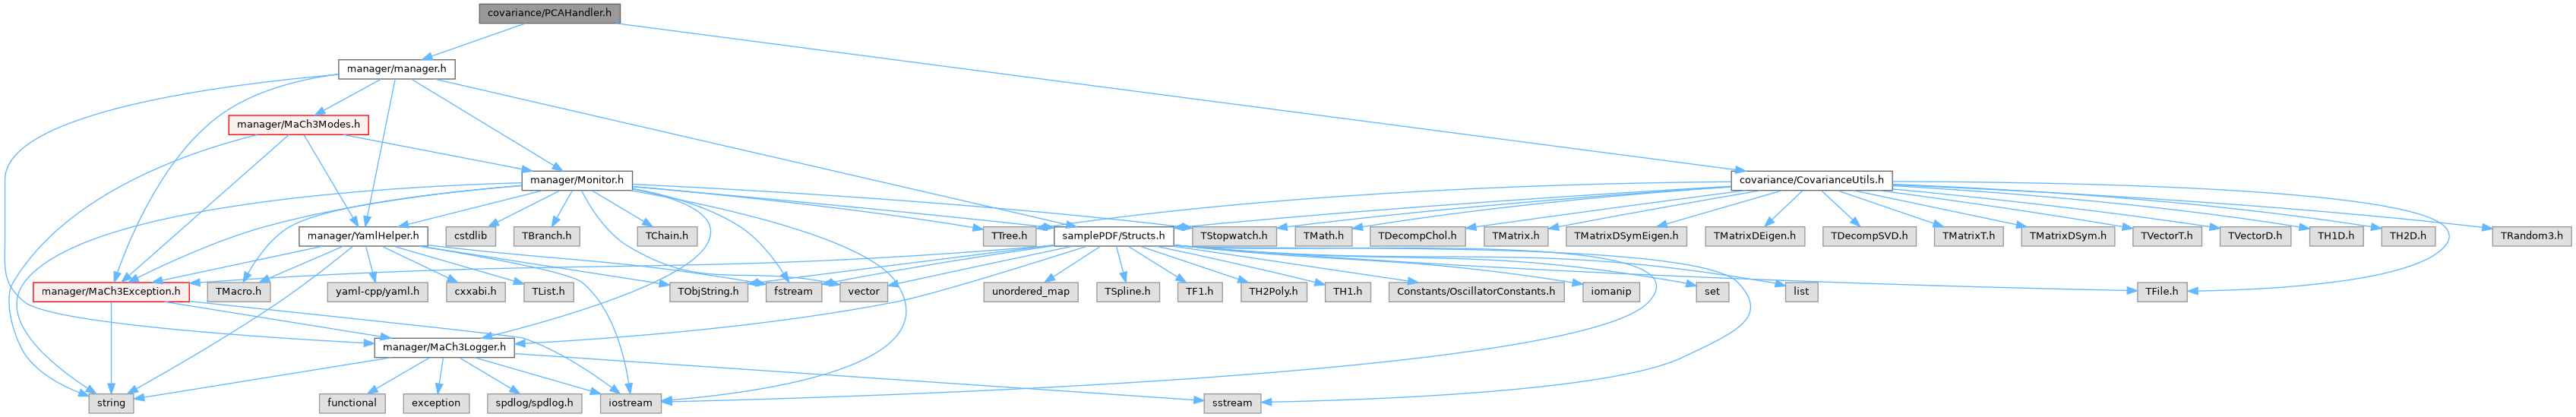 covariance/PCAHandler.h
manager/manager.h
manager/MaCh3Modes.h
manager/Monitor.h
covariance/CovarianceUtils.h
manager/YamlHelper.h
cstdlib
TBranch.h
TChain.h
TTree.h
samplePDF/Structs.h
TStopwatch.h
TMath.h
TDecompChol.h
TMatrix.h
TMatrixDSymEigen.h
TMatrixDEigen.h
TDecompSVD.h
TMatrixT.h
TMatrixDSym.h
TVectorT.h
TVectorD.h
TH1D.h
TH2D.h
TRandom3.h
manager/MaCh3Exception.h
TMacro.h
yaml-cpp/yaml.h
cxxabi.h
TList.h
TObjString.h
fstream
vector
unordered_map
TSpline.h
TF1.h
TH2Poly.h
TH1.h
Constants/OscillatorConstants.h
iomanip
set
list
TFile.h
manager/MaCh3Logger.h
string
functional
exception
spdlog/spdlog.h
iostream
sstream